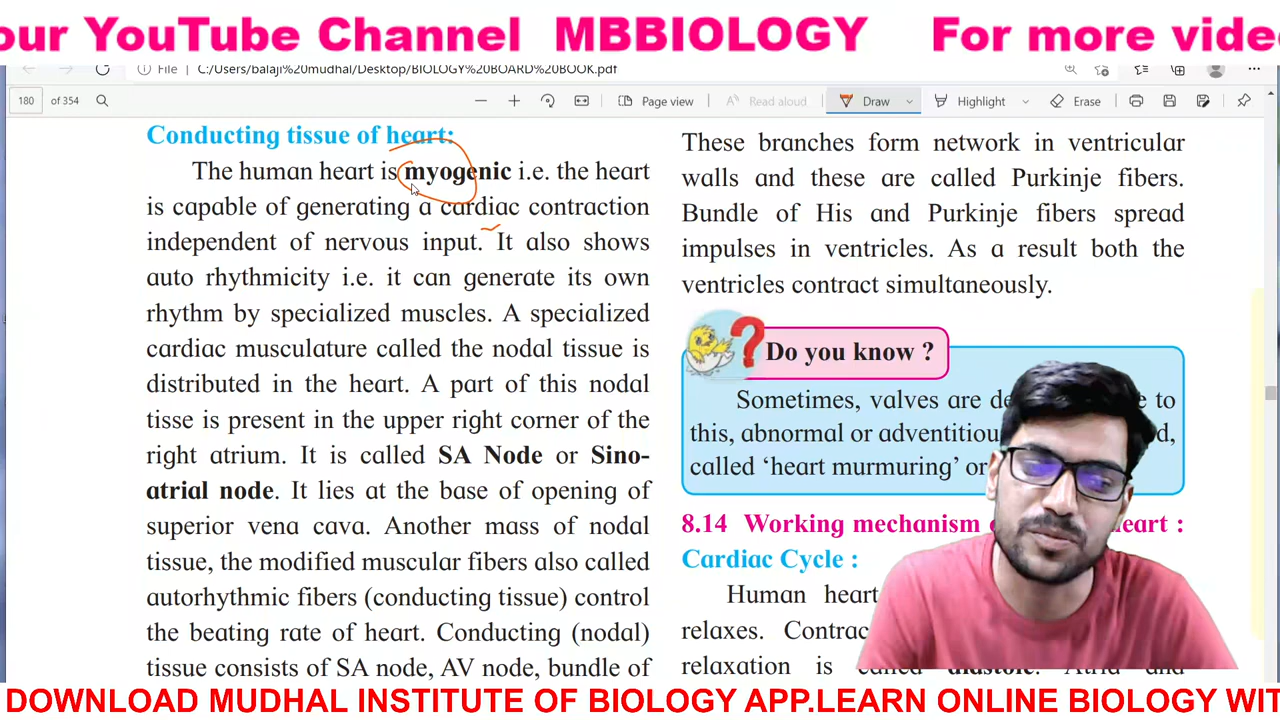 our YouTube Channel MBBIOLOGY For more vide
File C:/Users/balaji%20mudhal/Desktop/BIOLOGY%20BOARD%20BOOK.pdf
180 of 354 Page view Read aloud Draw Highlight Erase
Conducting tissue of heart:
The human heart is myogenic i.e. the heart
is capable of generating a cardiac contraction
independent of nervous input. It also shows
auto rhythmicity i.e. it can generate its own
rhythm by specialized muscles. A specialized
cardiac musculature called the nodal tissue is
distributed in the heart. A part of this nodal
tisse is present in the upper right corner of the
right atrium. It is called SA Node or Sino-
atrial node. It lies at the base of opening of
superior vena cava. Another mass of nodal
tissue, the modified muscular fibers also called
autorhythmic fibers (conducting tissue) control
the beating rate of heart. Conducting (nodal)
tissue consists of SA node, AV node, bundle of
These branches form network in ventricular
walls and these are called Purkinje fibers.
Bundle of His and Purkinje fibers spread
impulses in ventricles. As a result both the
ventricles contract simultaneously.
Do you know ?
Sometimes, valves are de to
this, abnormal or adventitiou d,
called ‘heart murmuring’ or
8.14 Working mechanism heart :
Cardiac Cycle :
Human heart
relaxes. Contrac
relaxation is called diastole. Atria and
DOWNLOAD MUDHAL INSTITUTE OF BIOLOGY APP.LEARN ONLINE BIOLOGY WIT